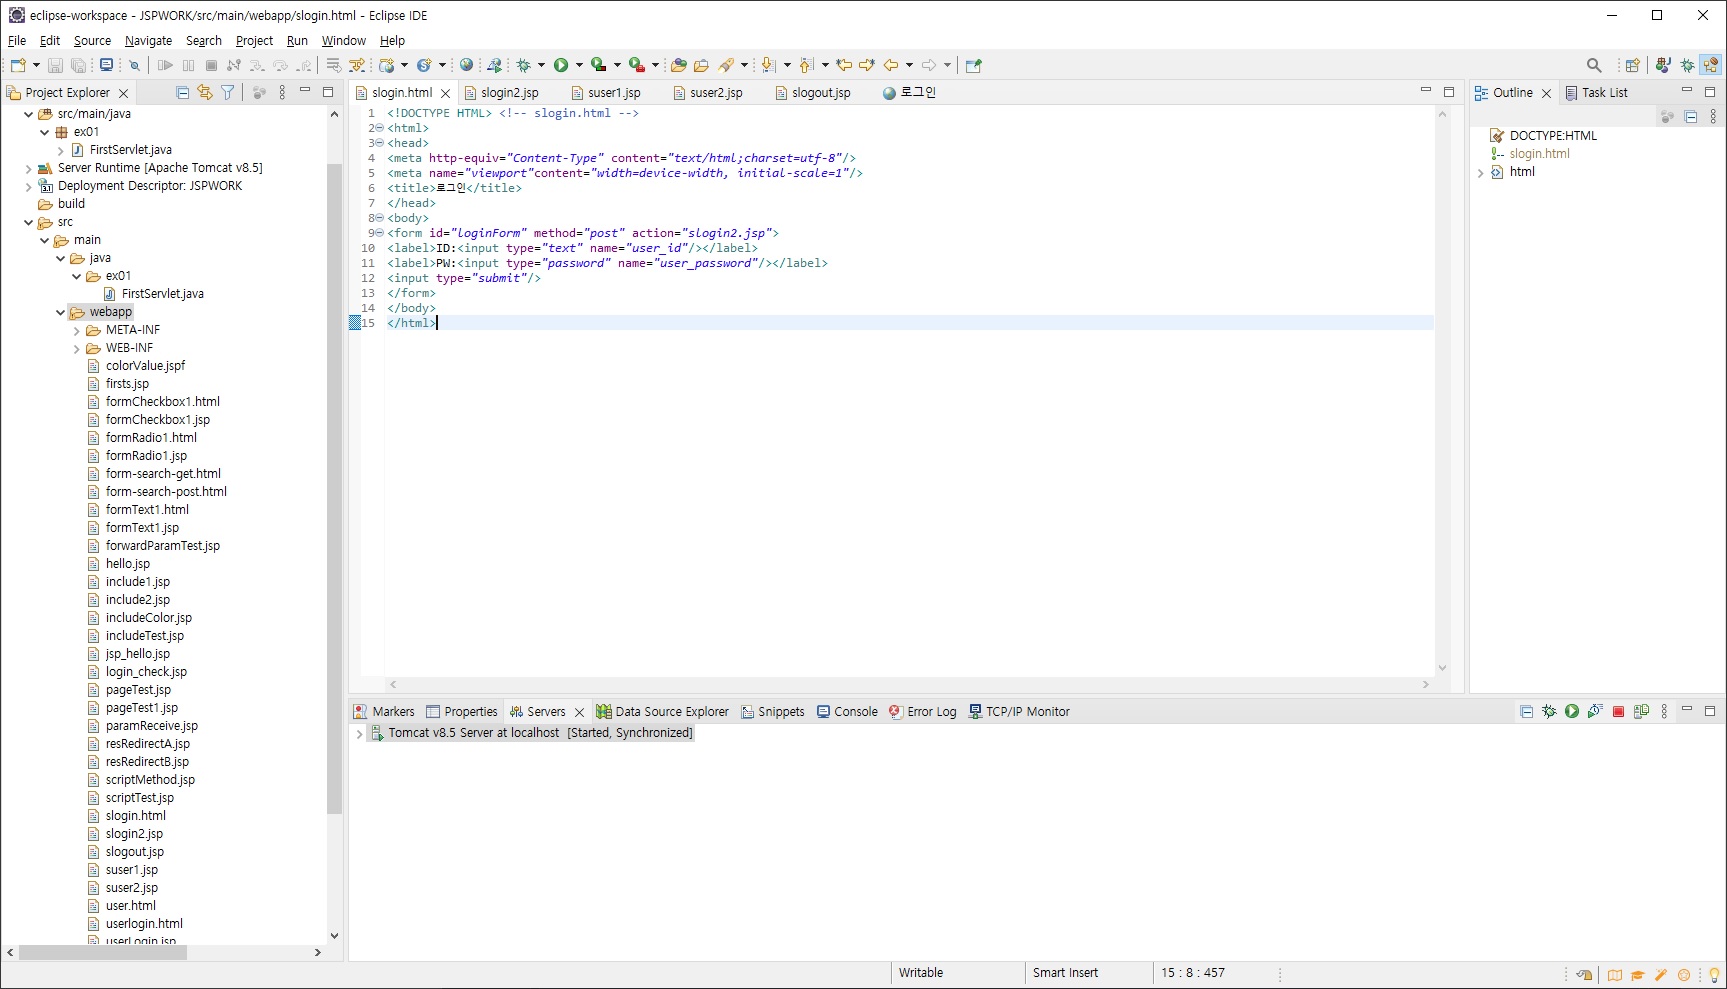 eclipse-workspace - JSPWORK/src/main/webapp/slogin.html - Eclipse IDE
File Edit Source Navigate Search Project Run Window Help
Project Explorer
src/main/java
ex01
FirstServlet.java
Server Runtime [Apache Tomcat v8.5]
Deployment Descriptor: JSPWORK
build
src
main
java
ex01
FirstServlet.java
webapp
META-INF
WEB-INF
colorValue.jspf
firsts.jsp
formCheckbox1.html
formCheckbox1.jsp
formRadio1.html
formRadio1.jsp
form-search-get.html
form-search-post.html
formText1.html
formText1.jsp
forwardParamTest.jsp
hello.jsp
include1.jsp
include2.jsp
includeColor.jsp
includeTest.jsp
jsp_hello.jsp
login_check.jsp
pageTest.jsp
pageTest1.jsp
paramReceive.jsp
resRedirectA.jsp
resRedirectB.jsp
scriptMethod.jsp
scriptTest.jsp
slogin.html
slogin2.jsp
slogout.jsp
suser1.jsp
suser2.jsp
user.html
userlogin.html
userLogin.jsp
slogin.html slogin2.jsp suser1.jsp suser2.jsp slogout.jsp 로그인
1 <!DOCTYPE HTML> <!-- slogin.html -->
2 <html>
3 <head>
4 <meta http-equiv="Content-Type" content="text/html;charset=utf-8"/>
5 <meta name="viewport"content="width=device-width, initial-scale=1"/>
6 <title>로그인</title>
7 </head>
8 <body>
9 <form id="loginForm" method="post" action="slogin2.jsp">
10 <label>ID:<input type="text" name="user_id"/></label>
11 <label>PW:<input type="password" name="user_password"/></label>
12 <input type="submit"/>
13 </form>
14 </body>
15 </html>
Outline Task List
DOCTYPE:HTML
slogin.html
html
Markers Properties Servers Data Source Explorer Snippets Console Error Log TCP/IP Monitor
Tomcat v8.5 Server at localhost [Started, Synchronized]
Writable Smart Insert 15 : 8 : 457